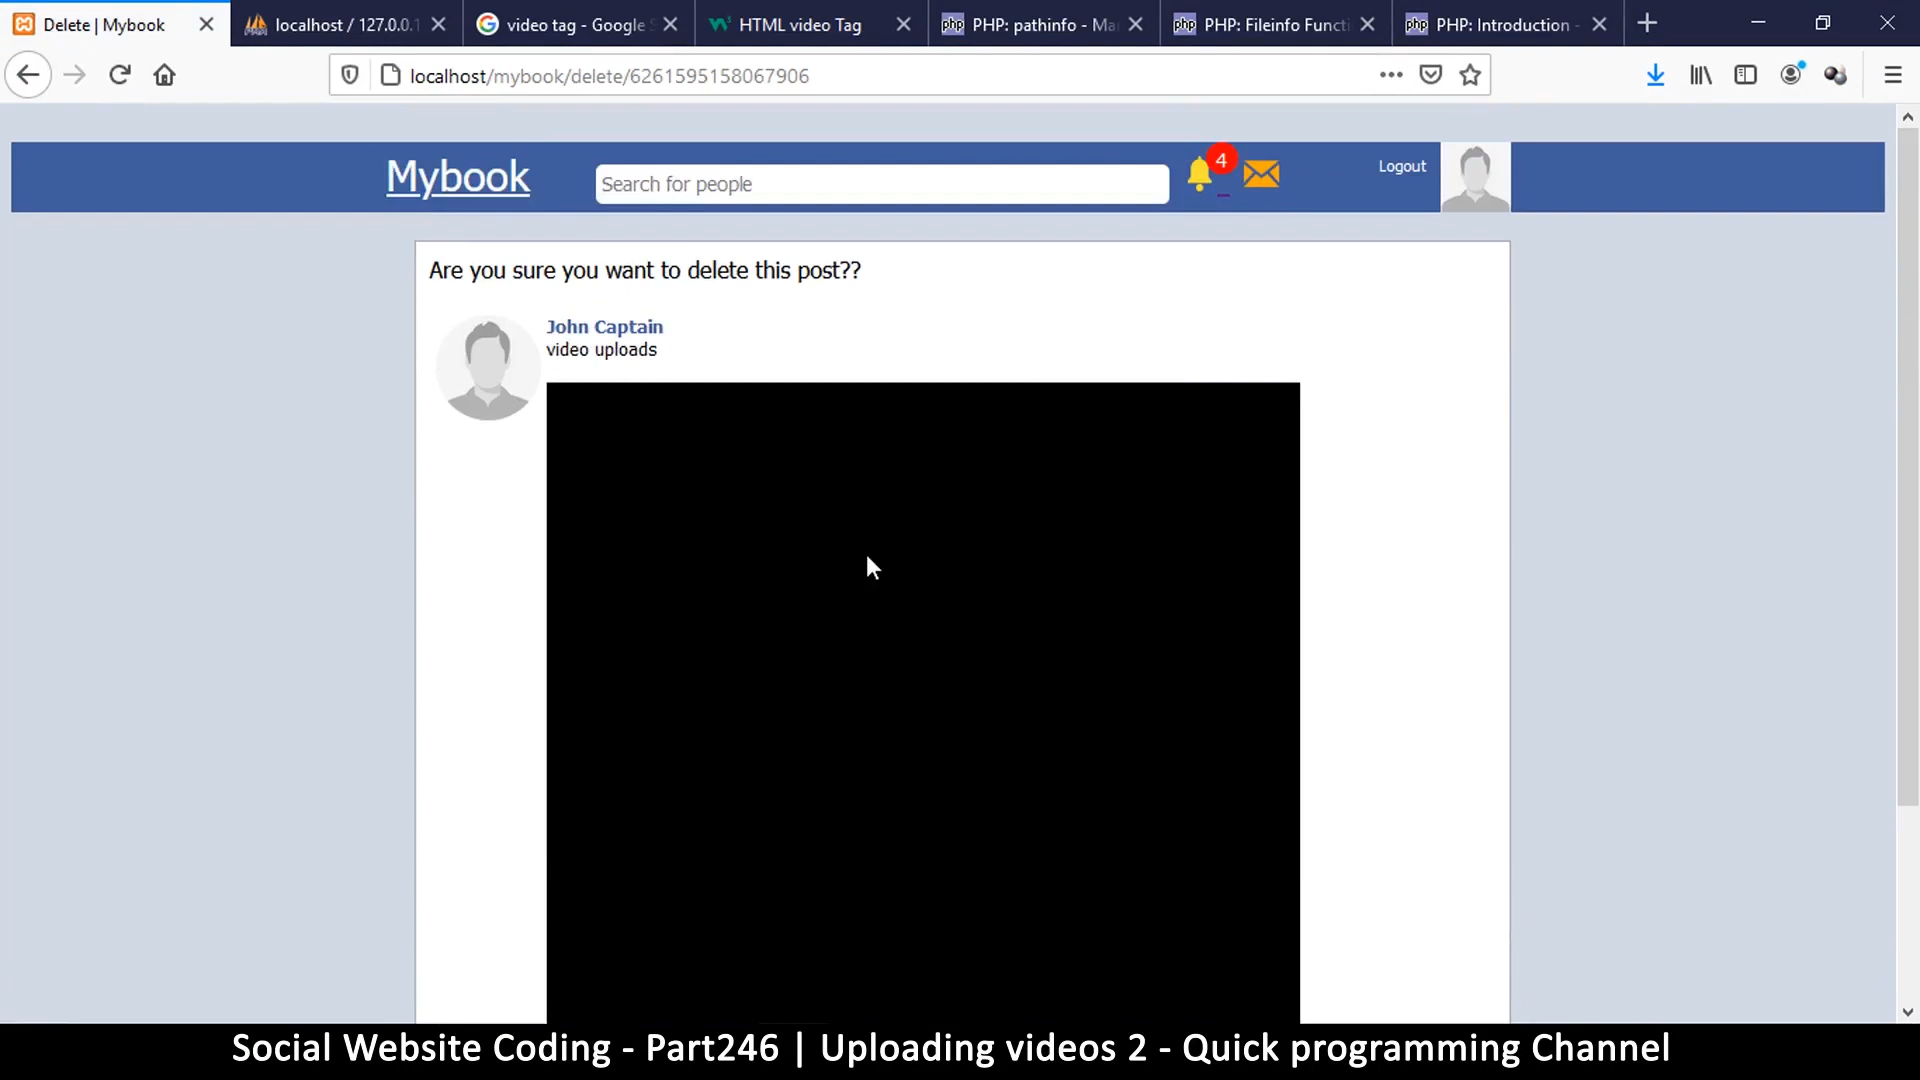 Delete | Mybook
localhost / 127.0.0.1
video tag - Google S
HTML video Tag
PHP: pathinfo - Ma
PHP: Fileinfo Functi
PHP: Introduction -
localhost/mybook/delete/6261595158067906
Mybook
Search for people
4
Logout
Are you sure you want to delete this post??
John Captain
video uploads
Social Website Coding - Part246 | Uploading videos 2 - Quick programming Channel